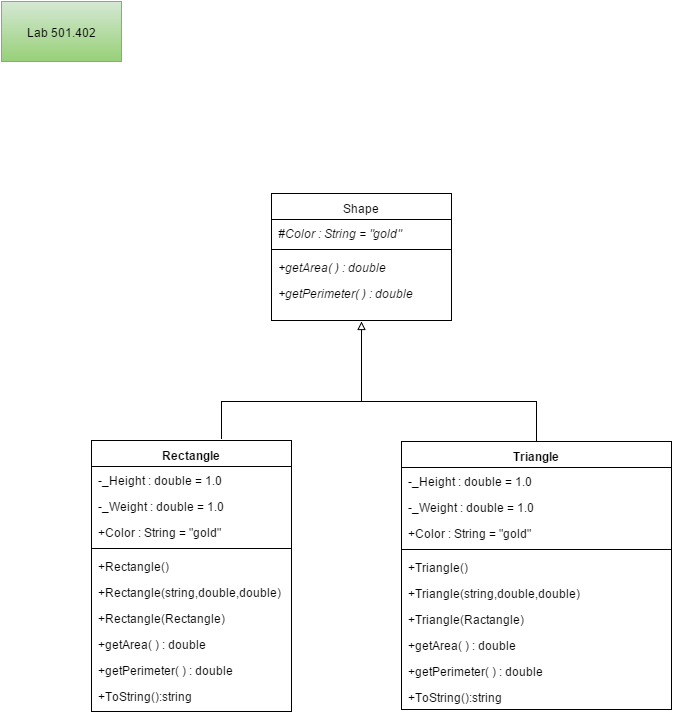 Lab 501.402
Shape
#Color : String = "gold"
+getArea( ) : double
+getPerimeter( ) : double
Rectangle
-_Height : double = 1.0
-_Weight : double = 1.0
+Color : String = "gold"
+Rectangle()
+Rectangle(string,double,double)
+Rectangle(Rectangle)
+getArea( ) : double
+getPerimeter( ) : double
+ToString():string
Triangle
-_Height : double = 1.0
-_Weight : double = 1.0
+Color : String = "gold"
+Triangle()
+Triangle(string,double,double)
+Triangle(Ractangle)
+getArea( ) : double
+getPerimeter( ) : double
+ToString():string